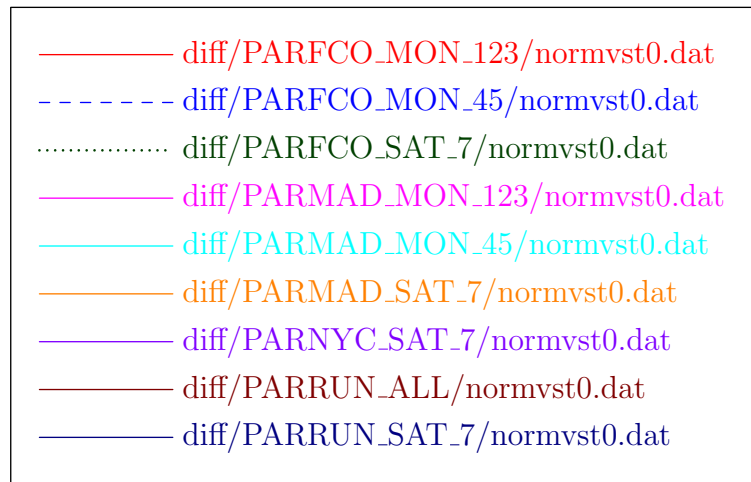 diff/PARFCO_MON_123/normvst0.dat
diff/PARFCO_MON_45/normvst0.dat
diff/PARFCO_SAT_7/normvst0.dat
diff/PARMAD_MON_123/normvst0.dat
diff/PARMAD_MON_45/normvst0.dat
diff/PARMAD_SAT_7/normvst0.dat
diff/PARNYC_SAT_7/normvst0.dat
diff/PARRUN_ALL/normvst0.dat
diff/PARRUN_SAT_7/normvst0.dat